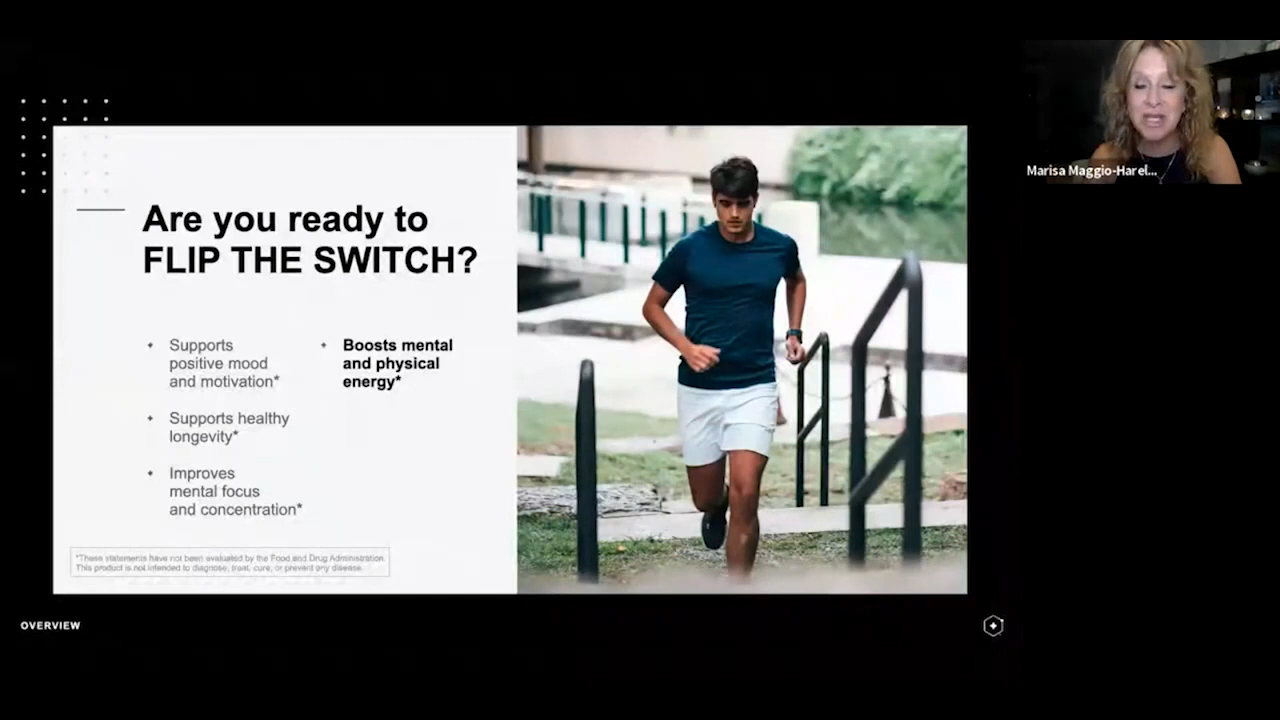 Marisa Maggio-Harel...
Are you ready to
FLIP THE SWITCH?
Supports
positive mood
and motivation*
Supports healthy
longevity*
Improves
mental focus
and concentration*
Boosts mental
and physical
energy*
*These statements have not been evaluated by the Food and Drug Administration.
This product is not intended to diagnose, treat, cure, or prevent any disease.
OVERVIEW